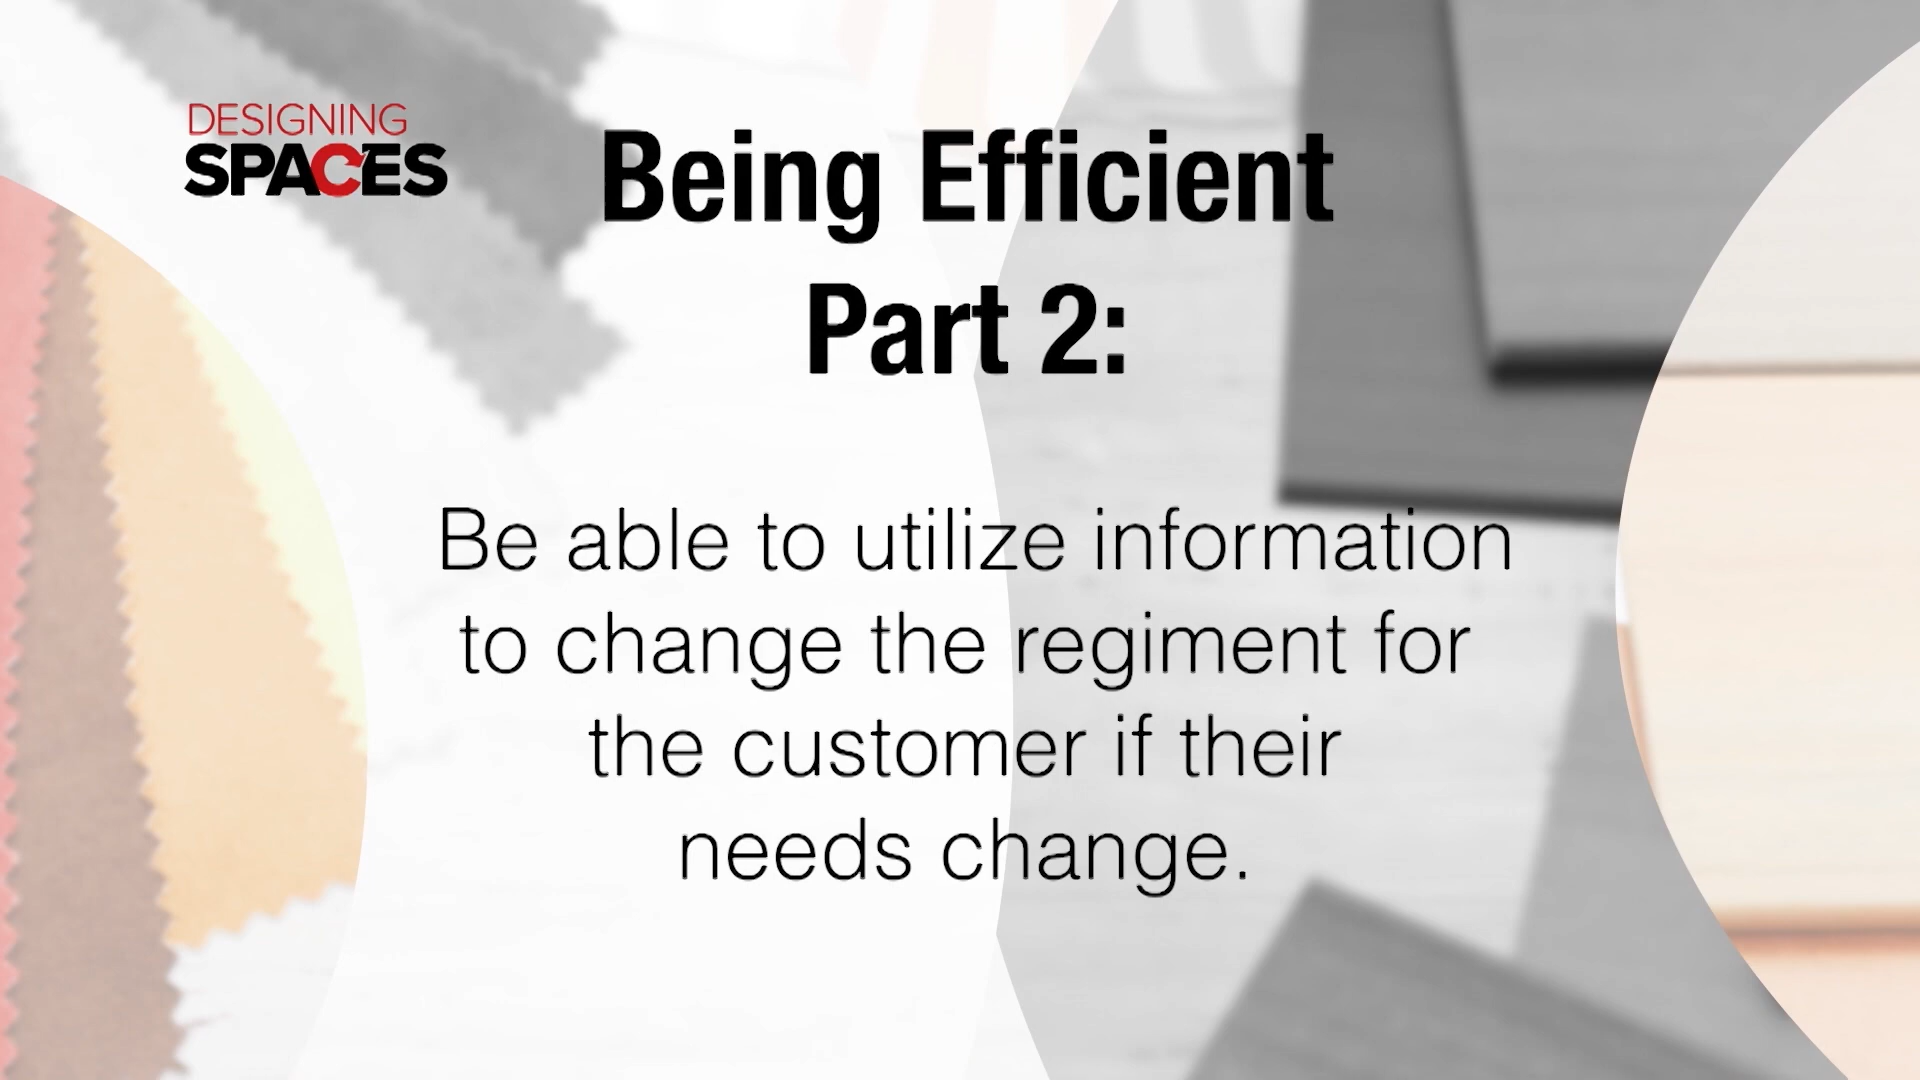 DESIGNING
SPACES
Being Efficient
Part 2:
Be able to utilize information
to change the regiment for
the customer if their
needs change.